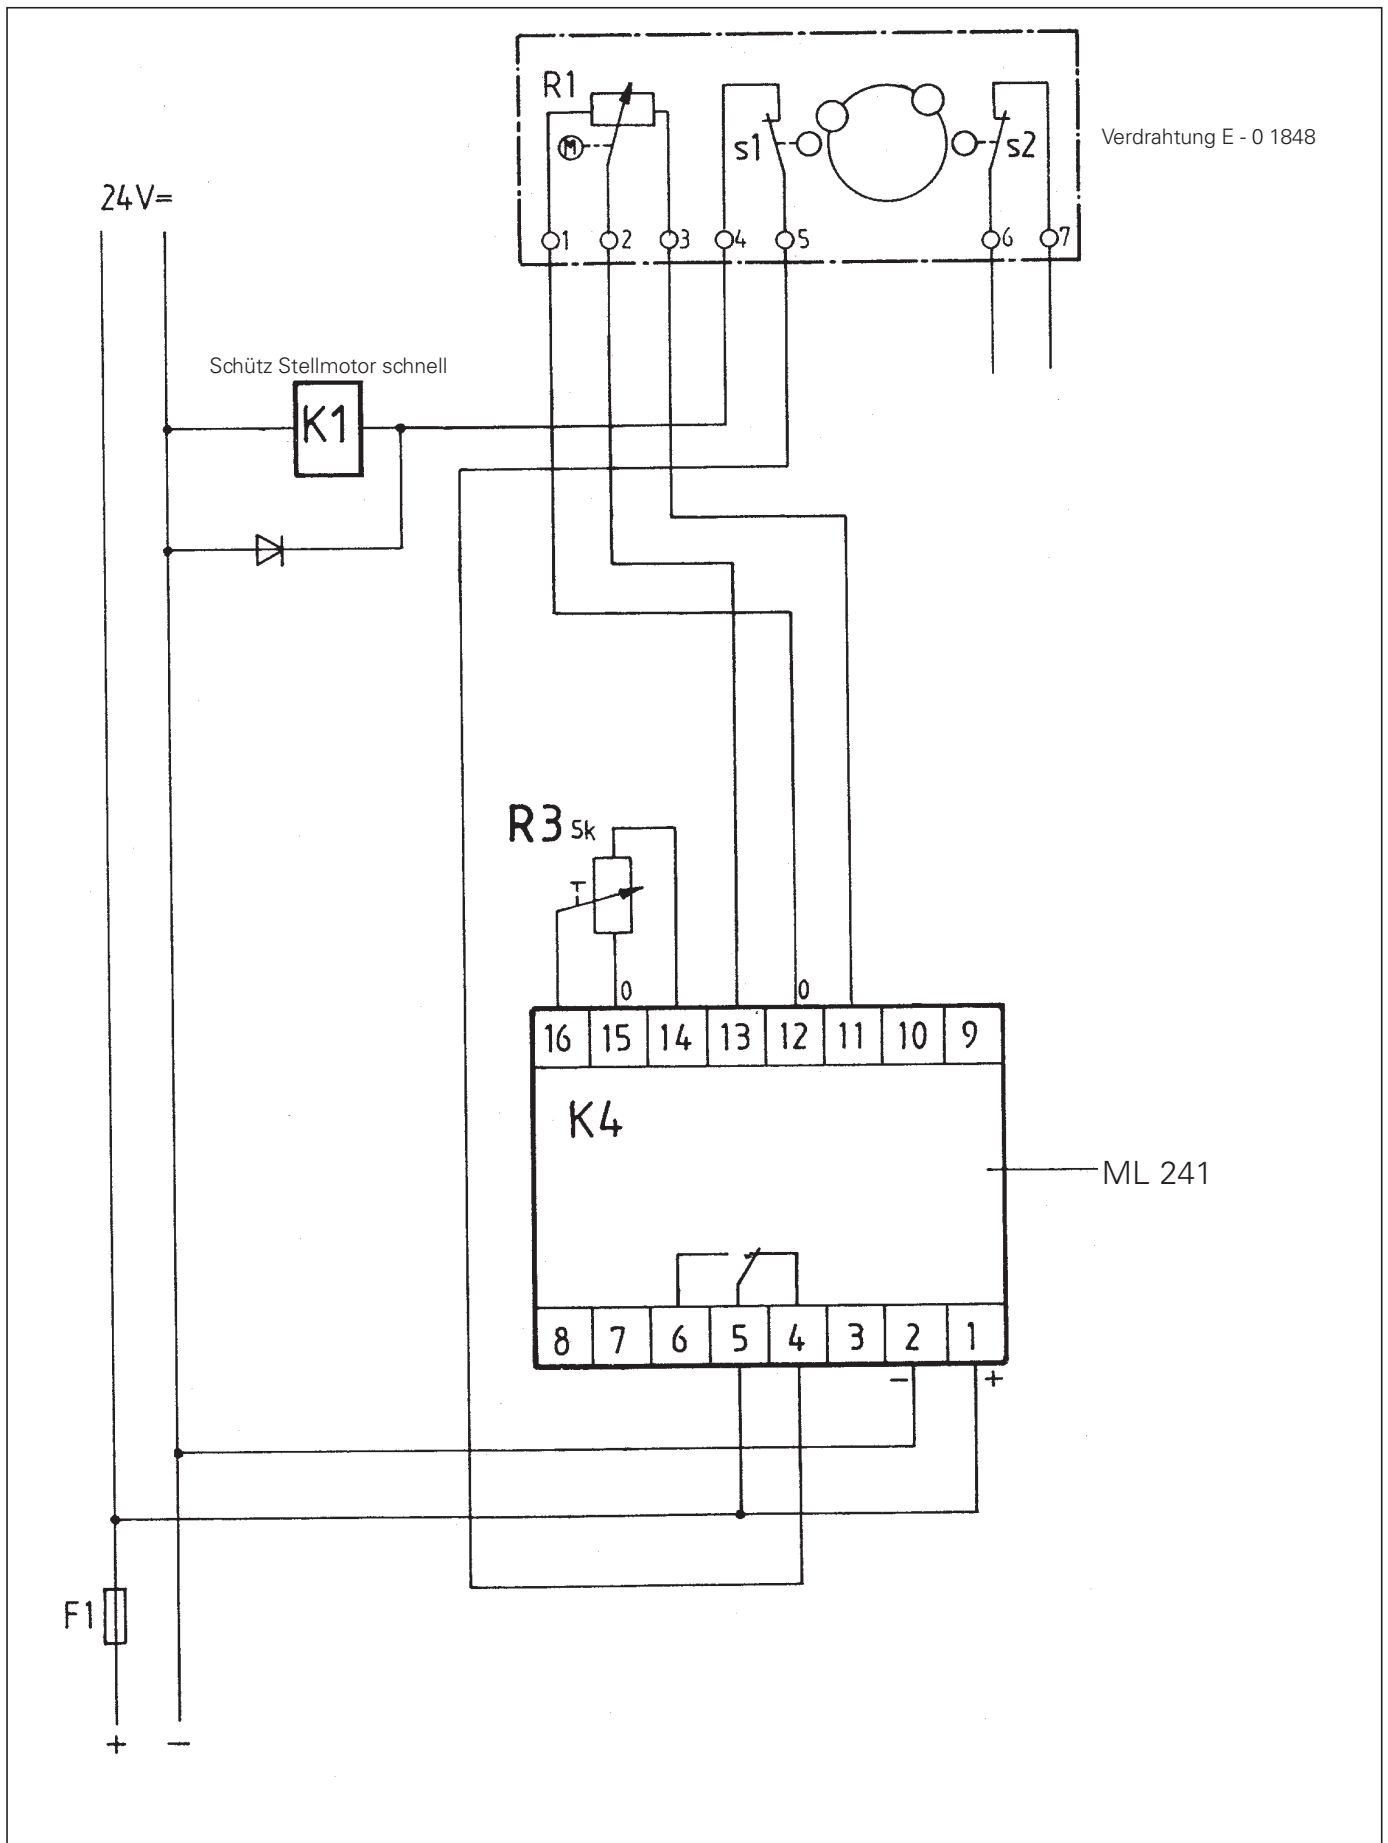 R1
M
s1
s2
Verdrahtung E - 0 1848
24V=
1 2 3 4 5 6 7
Schütz Stellmotor schnell
K1
R3 5k
T
0 0
16 15 14 13 12 11 10 9
K4
ML 241
8 7 6 5 4 3 2 1
- +
F1
+ -